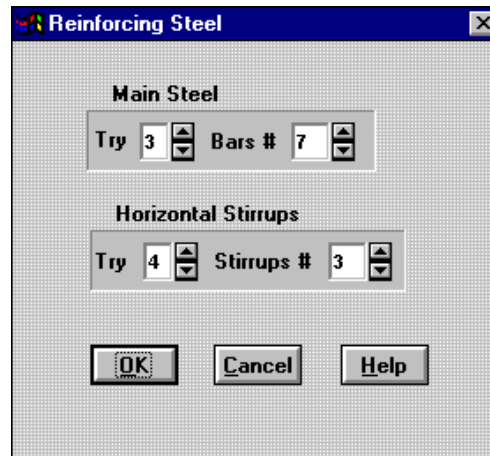 Reinforcing Steel
Main Steel
Try 3 Bars # 7
Horizontal Stirrups
Try 4 Stirrups # 3
OK Cancel Help